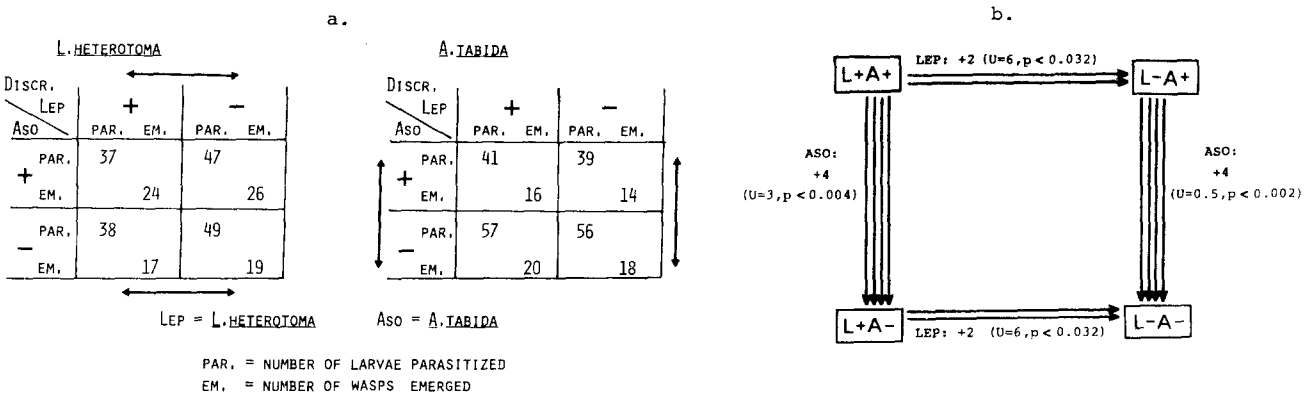 a.
L.HETEROTOMA
DISCR.
LEP
ASO
+ -
PAR. EM. PAR. EM.
+ PAR. 37 47
EM. 24 26
- PAR. 38 49
EM. 17 19
A.TABIDA
DISCR.
LEP
ASO
+ -
PAR. EM. PAR. EM.
+ PAR. 41 39
EM. 16 14
- PAR. 57 56
EM. 20 18
LEP = L.HETEROTOMA ASO = A.TABIDA
PAR. = NUMBER OF LARVAE PARASITIZED
EM. = NUMBER OF WASPS EMERGED
b.
L+A+ LEP: +2 (U=6,p<0.032) L-A+
ASO:
+4
(U=3,p<0.004)
ASO:
+4
(U=0.5,p<0.002)
L+A- LEP: +2 (U=6,p<0.032) L-A-